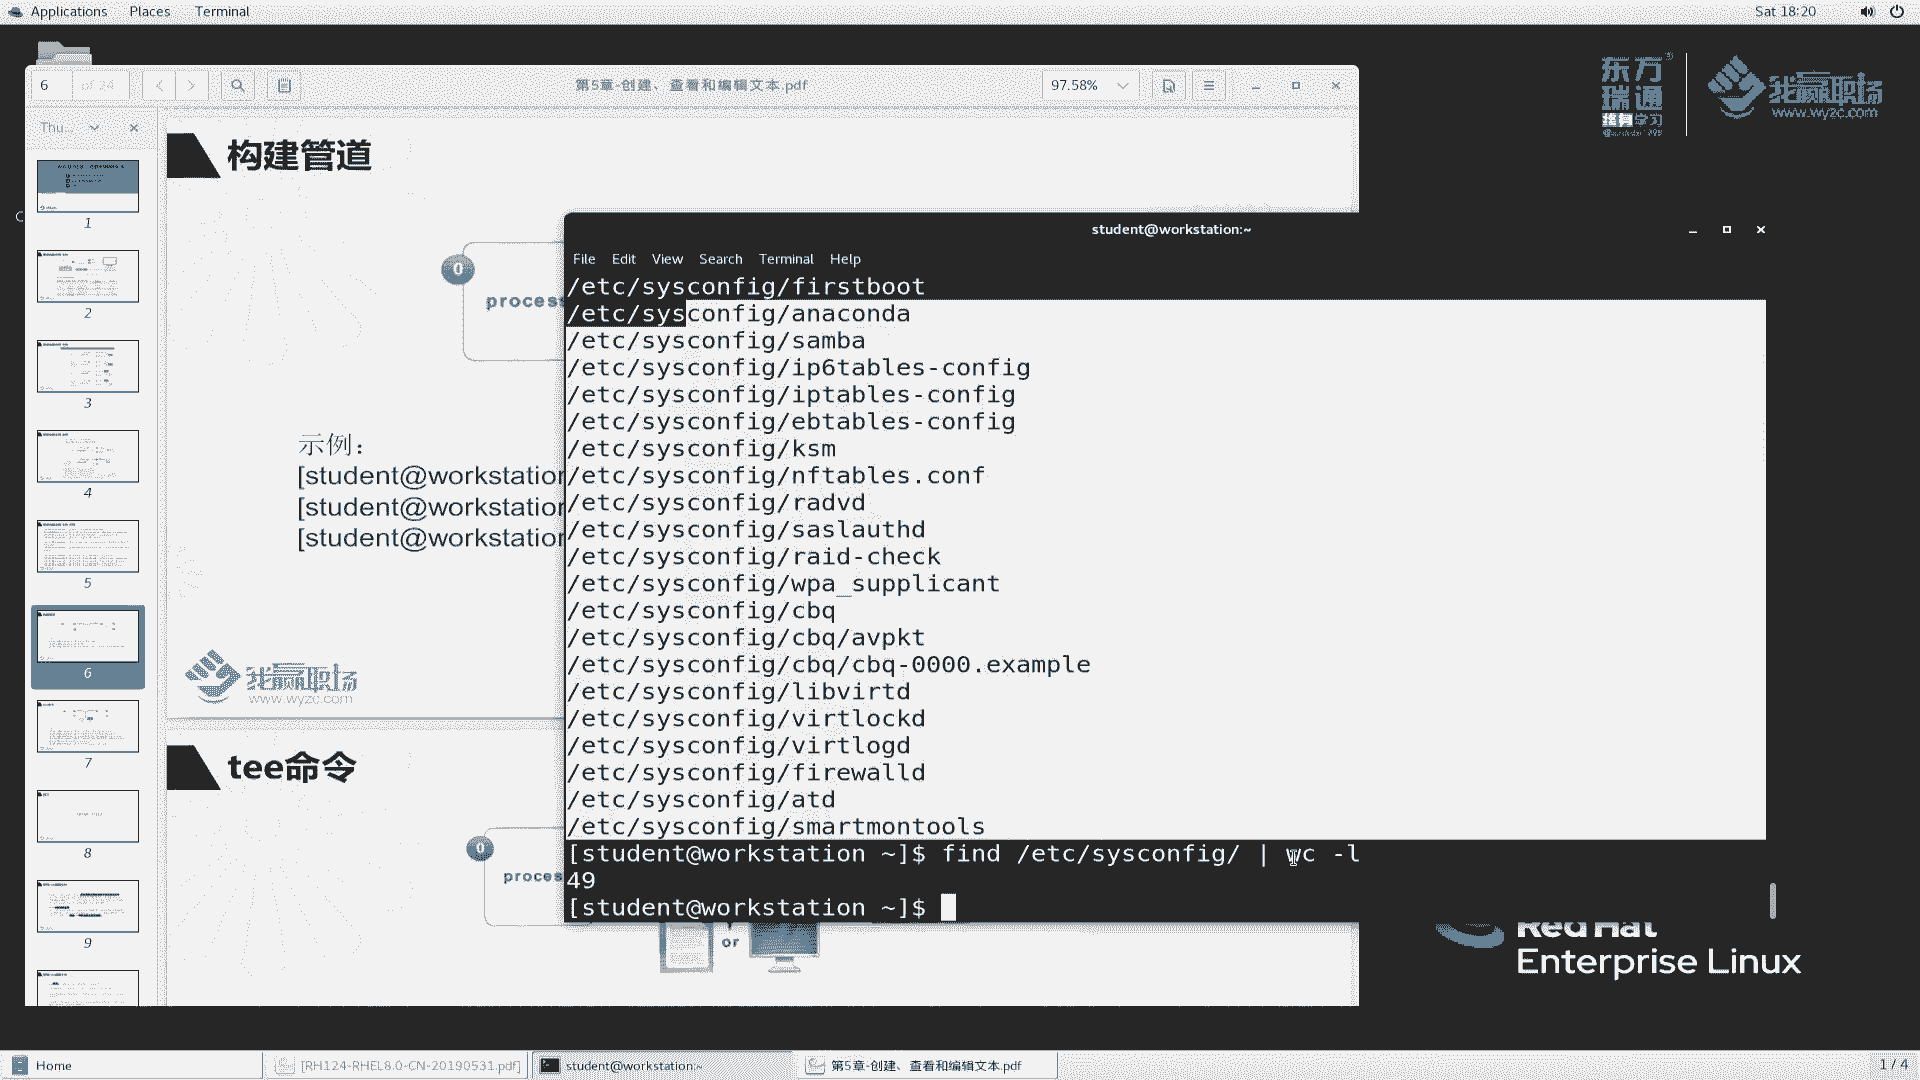 Applications Places Terminal
Sat 18:20
东方瑞通
终身学习
我赢职场
www.wyzc.com
6 of 24
第5章-创建、查看和编辑文本.pdf
97.58%
Thu...
1
2
3
4
5
6
7
8
9
构建管道
0
process
示例：
[student@workstation
[student@workstation
[student@workstation
我赢职场
www.wyzc.com
tee命令
0
proces
or
student@workstation:~
File Edit View Search Terminal Help
/etc/sysconfig/firstboot
/etc/sysconfig/anaconda
/etc/sysconfig/samba
/etc/sysconfig/ip6tables-config
/etc/sysconfig/iptables-config
/etc/sysconfig/ebtables-config
/etc/sysconfig/ksm
/etc/sysconfig/nftables.conf
/etc/sysconfig/radvd
/etc/sysconfig/saslauthd
/etc/sysconfig/raid-check
/etc/sysconfig/wpa_supplicant
/etc/sysconfig/cbq
/etc/sysconfig/cbq/avpkt
/etc/sysconfig/cbq/cbq-0000.example
/etc/sysconfig/libvirtd
/etc/sysconfig/virtlockd
/etc/sysconfig/virtlogd
/etc/sysconfig/firewalld
/etc/sysconfig/atd
/etc/sysconfig/smartmontools
[student@workstation ~]$ find /etc/sysconfig/ | wc -l
49
[student@workstation ~]$
Red Hat
Enterprise Linux
Home
[RH124-RHEL8.0-CN-20190531.pdf]
student@workstation:~
第5章-创建、查看和编辑文本.pdf
1 / 4